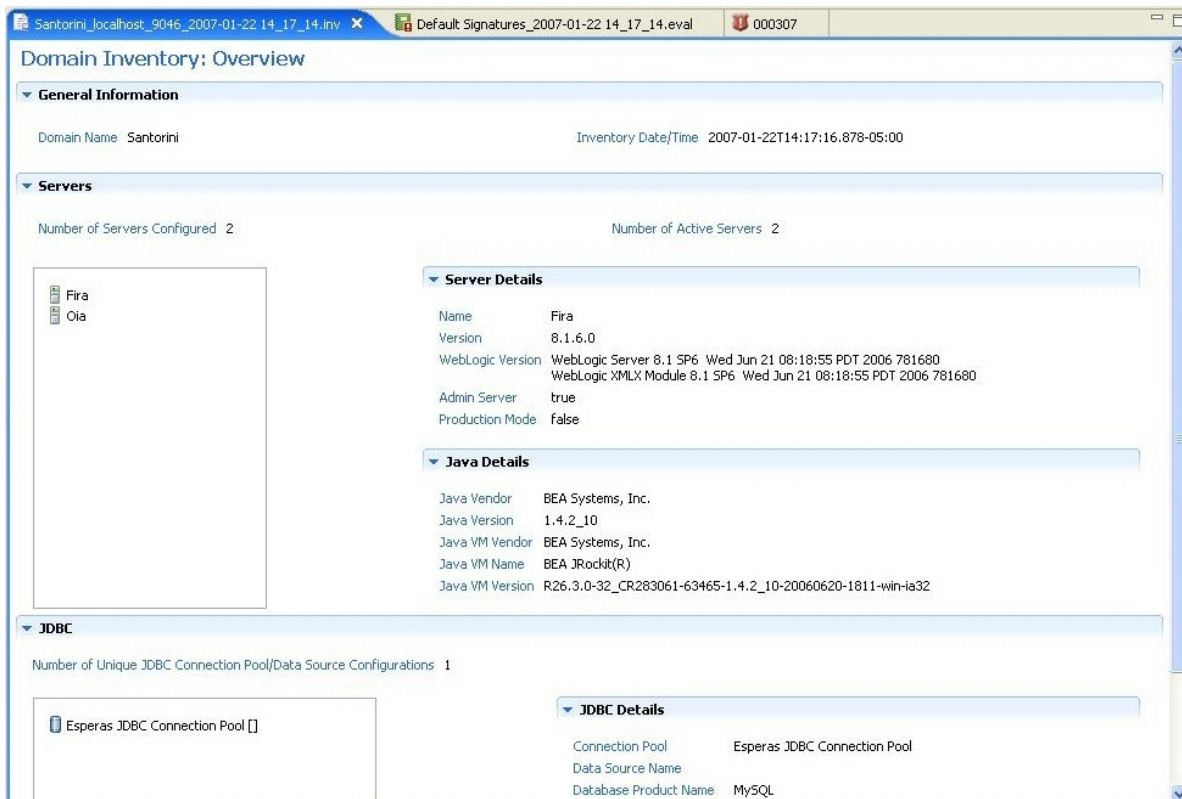 Santorini_localhost_9046_2007-01-22 14_17_14.inv
Default Signatures_2007-01-22 14_17_14.eval
000307
Domain Inventory: Overview
General Information
Domain Name Santorini
Inventory Date/Time 2007-01-22T14:17:16.878-05:00
Servers
Number of Servers Configured 2
Number of Active Servers 2
Fira
Oia
Server Details
Name Fira
Version 8.1.6.0
WebLogic Version WebLogic Server 8.1 SP6 Wed Jun 21 08:18:55 PDT 2006 781680
WebLogic XMLX Module 8.1 SP6 Wed Jun 21 08:18:55 PDT 2006 781680
Admin Server true
Production Mode false
Java Details
Java Vendor BEA Systems, Inc.
Java Version 1.4.2_10
Java VM Vendor BEA Systems, Inc.
Java VM Name BEA JRockit(R)
Java VM Version R26.3.0-32_CR283061-63465-1.4.2_10-20060620-1811-win-ia32
JDBC
Number of Unique JDBC Connection Pool/Data Source Configurations 1
Esperas JDBC Connection Pool []
JDBC Details
Connection Pool Esperas JDBC Connection Pool
Data Source Name
Database Product Name MySQL